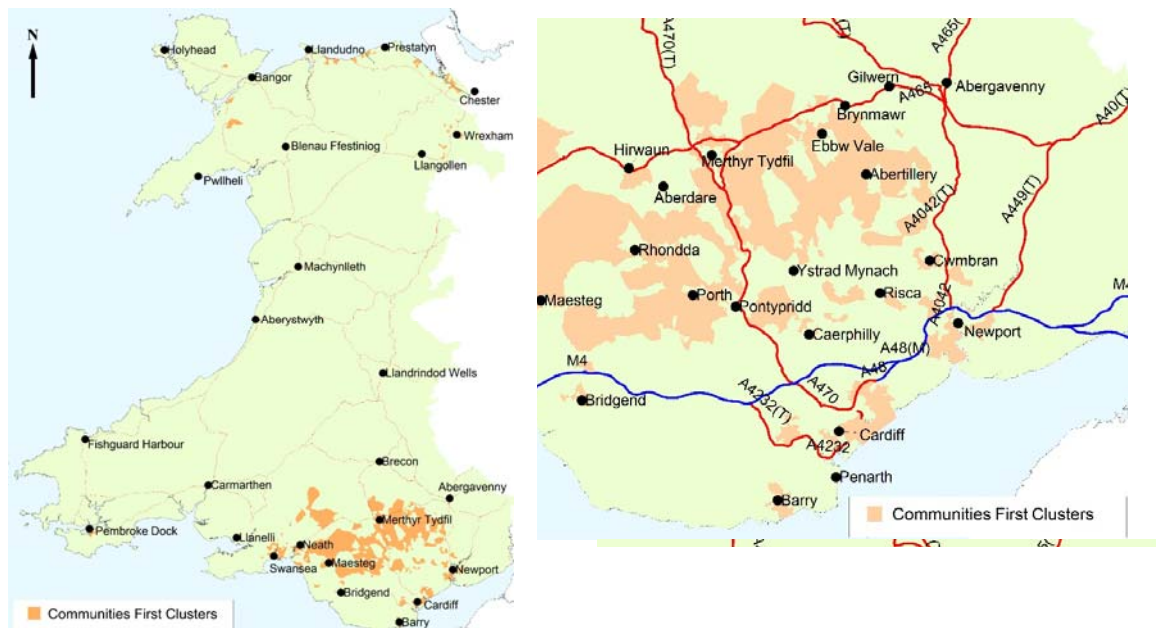 N
Holyhead
Llandudno
Prestatyn
Bangor
Chester
Wrexham
Blenau Ffestiniog
Llangollen
Pwllheli
Machynlleth
Aberystwyth
Llandrindod Wells
Fishguard Harbour
Brecon
Carmarthen
Abergavenny
Merthyr Tydfil
Pembroke Dock
Llanelli
Neath
Swansea
Maesteg
Newport
Bridgend
Cardiff
Barry
Communities First Clusters
A470(T)
(T)
A465(T)
Gilwern
A465
Abergavenny
Brynmawr
A40(T)
Ebbw Vale
Hirwaun
Merthyr Tydfil
Abertillery
Aberdare
A4042(T)
A449(T)
Rhondda
Cwmbran
Ystrad Mynach
Maesteg
Porth
Risca
M4
Pontypridd
A4042
Newport
Caerphilly
A48(M)
M4
A48
A470
Bridgend
A4232(T)
Cardiff
A4232
Penarth
Barry
Communities First Clusters